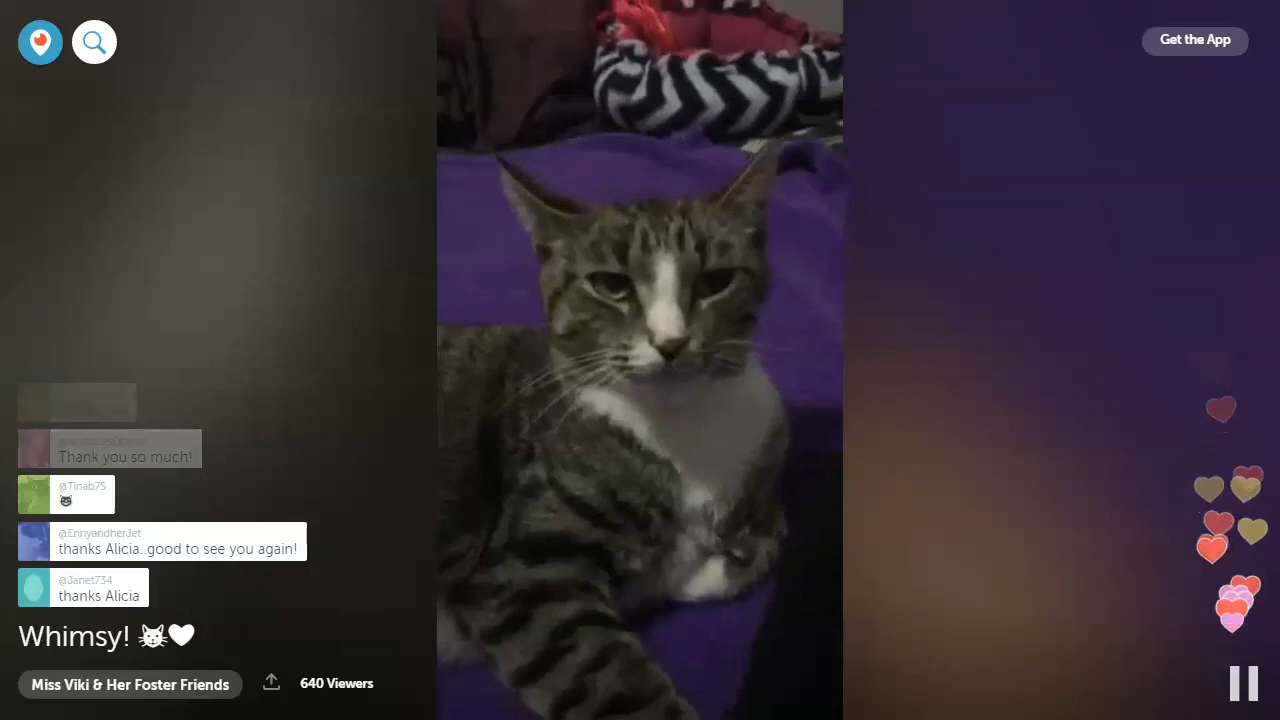 Get the App
Thank you so much!
@Tinab75
@EnnyandherJet
thanks Alicia..good to see you again!
@Janet734
thanks Alicia
Whimsy! 🐱♥
Miss Viki & Her Foster Friends
640 Viewers